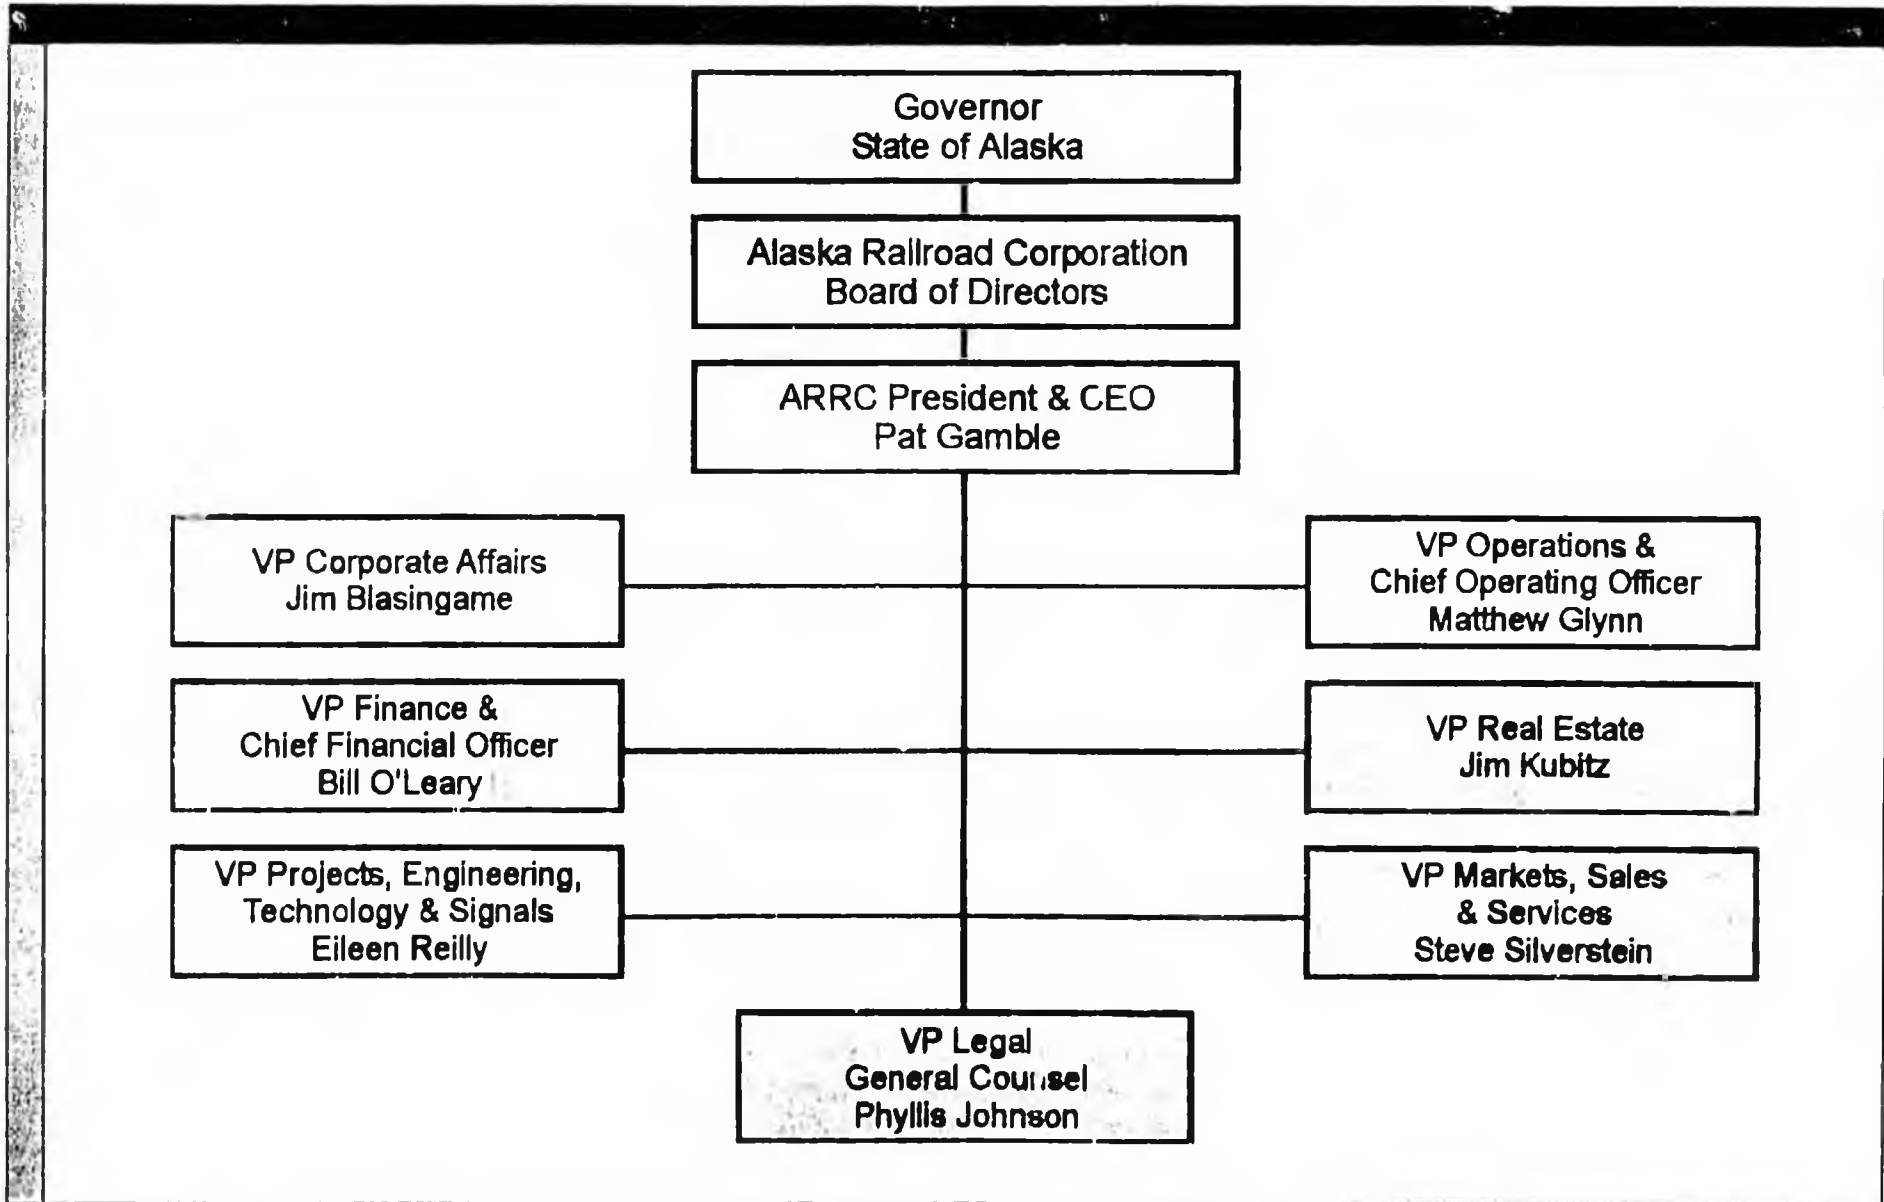 Governor
State of Alaska
Alaska Railroad Corporation
Board of Directors
ARRC President & CEO
Pat Gamble
VP Corporate Affairs
Jim Blasingame
VP Operations &
Chief Operating Officer
Matthew Glynn
VP Finance &
Chief Financial Officer
Bill O'Leary
VP Real Estate
Jim Kubitz
VP Projects, Engineering,
Technology & Signals
Eileen Reilly
VP Markets, Sales
& Services
Steve Silverstein
VP Legal
General Counsel
Phyllis Johnson